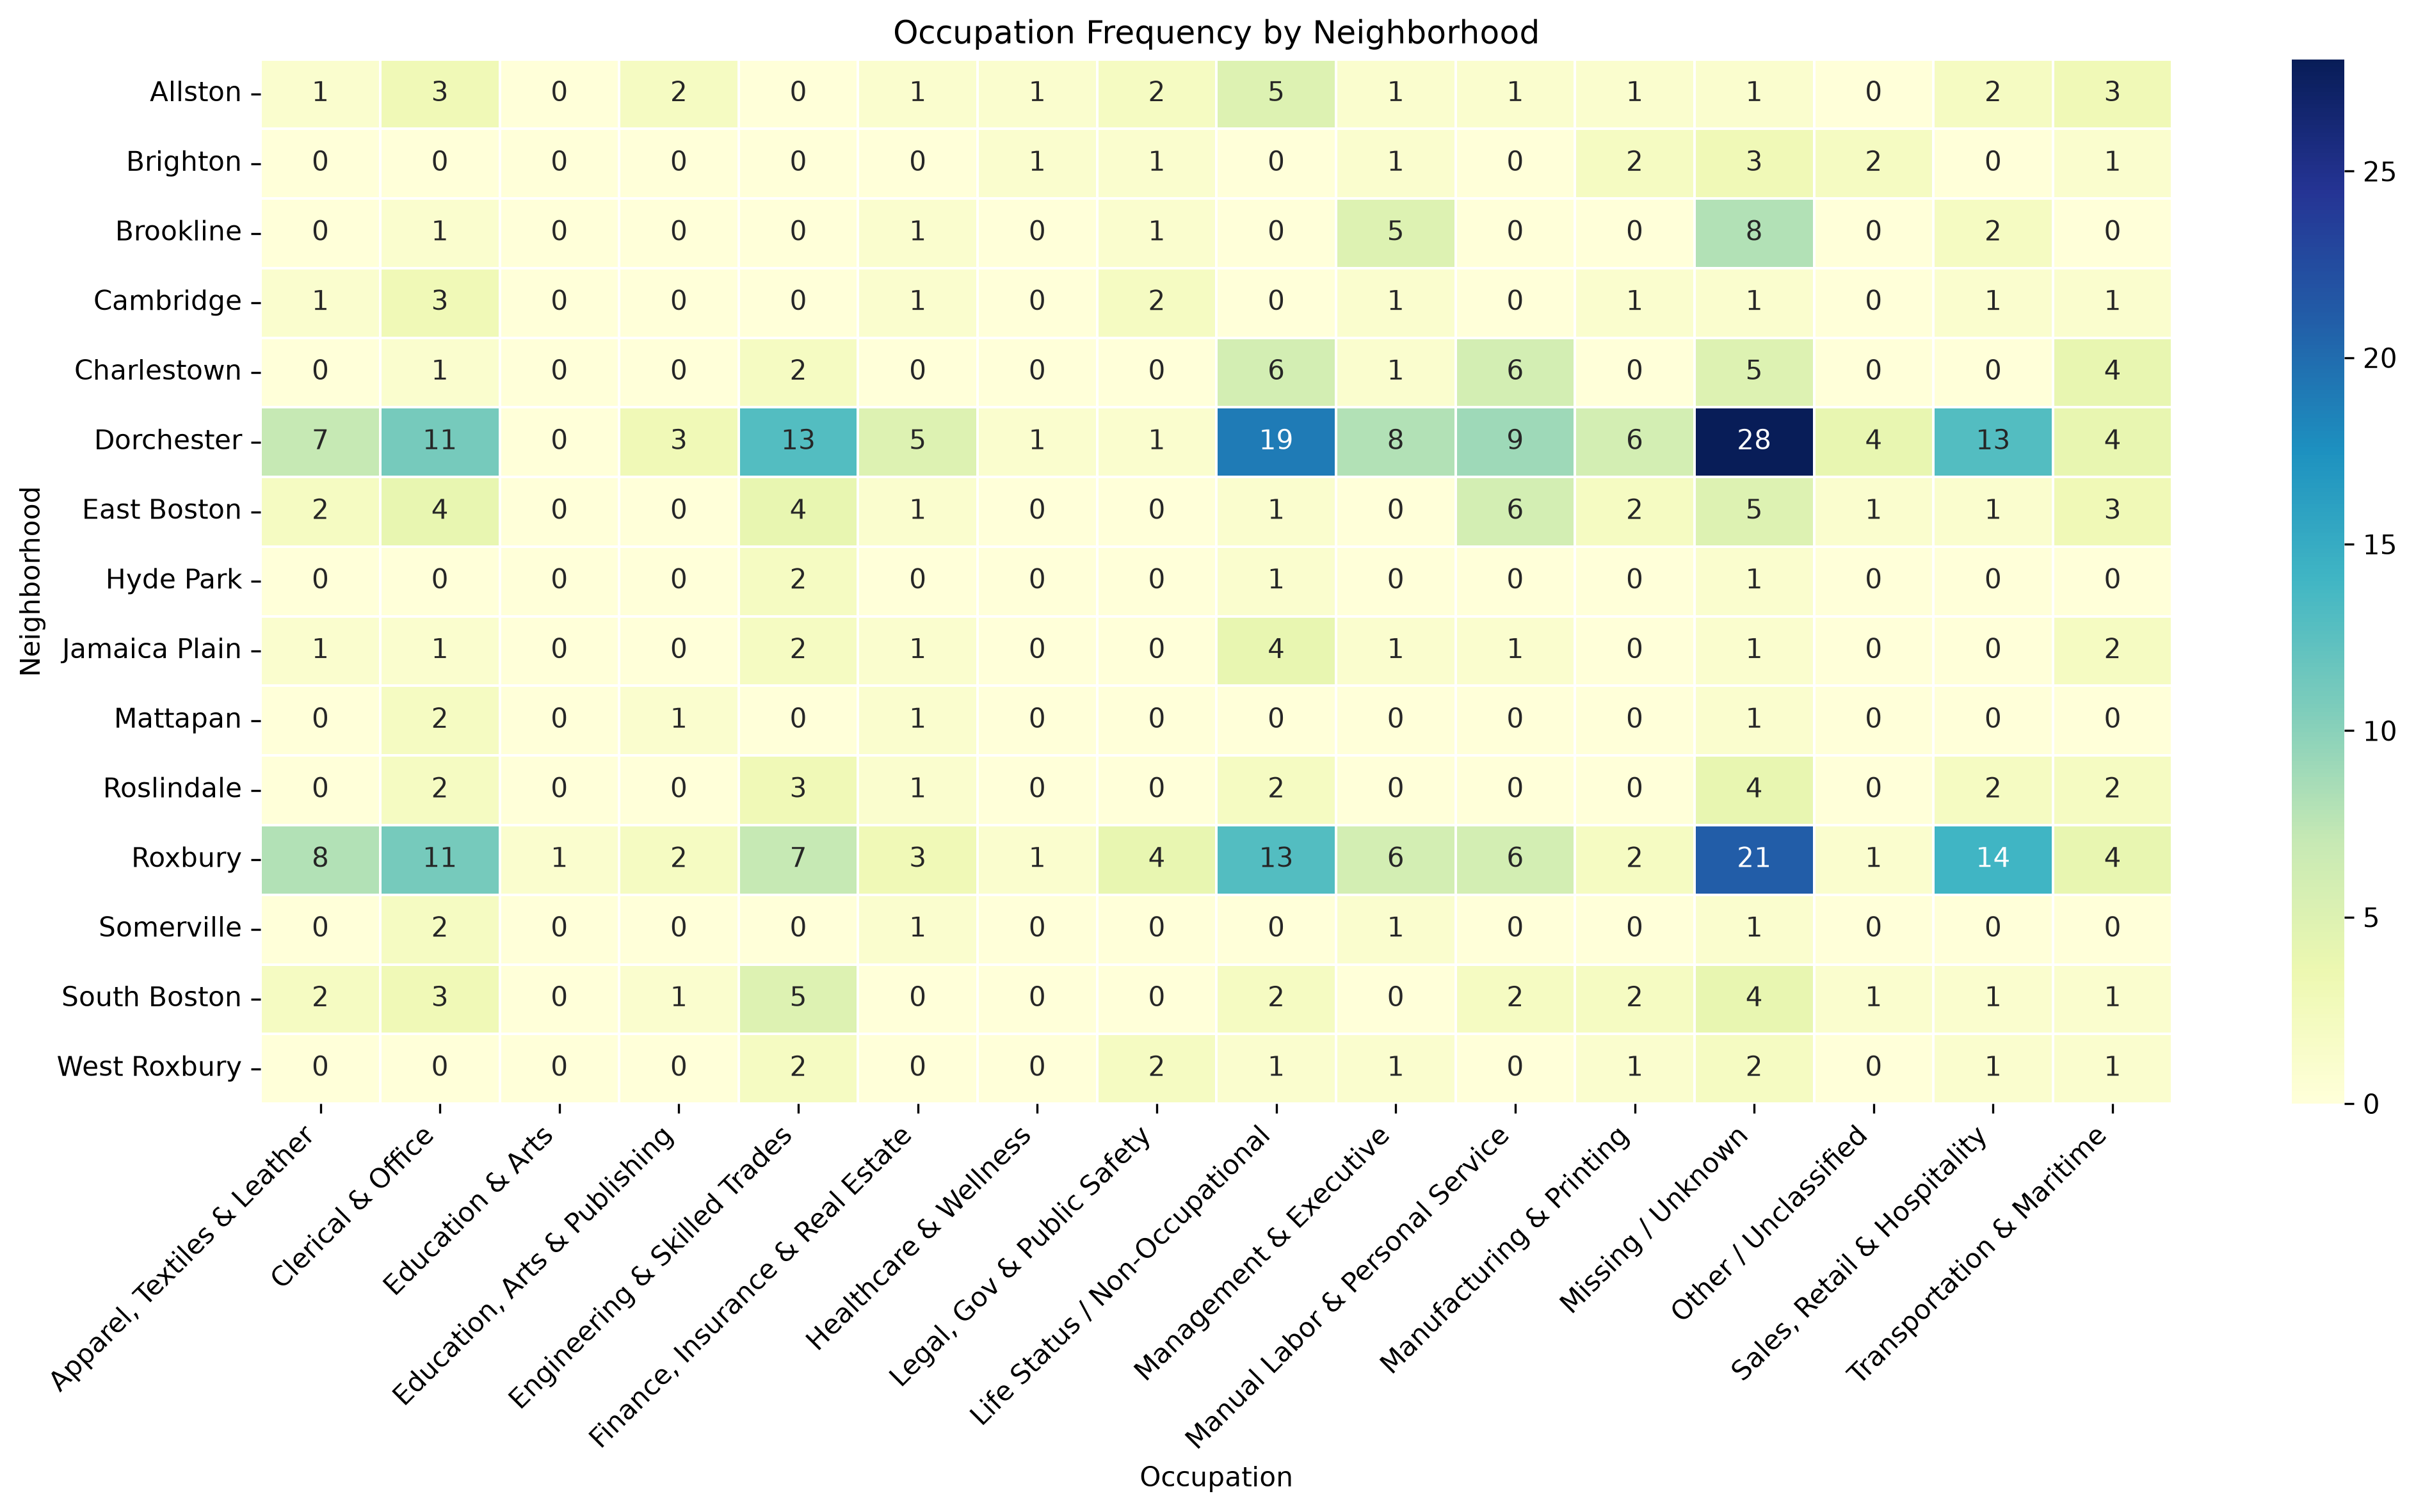 Occupation Frequency by Neighborhood
Allston 1 3 0 2 0 1 1 2 5 1 1 1 1 0 2 3
Brighton 0 0 0 0 0 0 1 1 0 1 0 2 3 2 0 1
Brookline 0 1 0 0 0 1 0 1 0 5 0 0 8 0 2 0
Cambridge 1 3 0 0 0 1 0 2 0 1 0 1 1 0 1 1
Charlestown 0 1 0 0 2 0 0 0 6 1 6 0 5 0 0 4
Dorchester 7 11 0 3 13 5 1 1 19 8 9 6 28 4 13 4
East Boston 2 4 0 0 4 1 0 0 1 0 6 2 5 1 1 3
Hyde Park 0 0 0 0 2 0 0 0 1 0 0 0 1 0 0 0
Jamaica Plain 1 1 0 0 2 1 0 0 4 1 1 0 1 0 0 2
Mattapan 0 2 0 1 0 1 0 0 0 0 0 0 1 0 0 0
Roslindale 0 2 0 0 3 1 0 0 2 0 0 0 4 0 2 2
Roxbury 8 11 1 2 7 3 1 4 13 6 6 2 21 1 14 4
Somerville 0 2 0 0 0 1 0 0 0 1 0 0 1 0 0 0
South Boston 2 3 0 1 5 0 0 0 2 0 2 2 4 1 1 1
West Roxbury 0 0 0 0 2 0 0 2 1 1 0 1 2 0 1 1
Neighborhood
Apparel, Textiles & Leather
Clerical & Office
Education & Arts
Education, Arts & Publishing
Engineering & Skilled Trades
Finance, Insurance & Real Estate
Healthcare & Wellness
Legal, Gov & Public Safety
Life Status / Non-Occupational
Management & Executive
Manual Labor & Personal Service
Manufacturing & Printing
Missing / Unknown
Other / Unclassified
Sales, Retail & Hospitality
Transportation & Maritime
Occupation
25
20
15
10
5
0